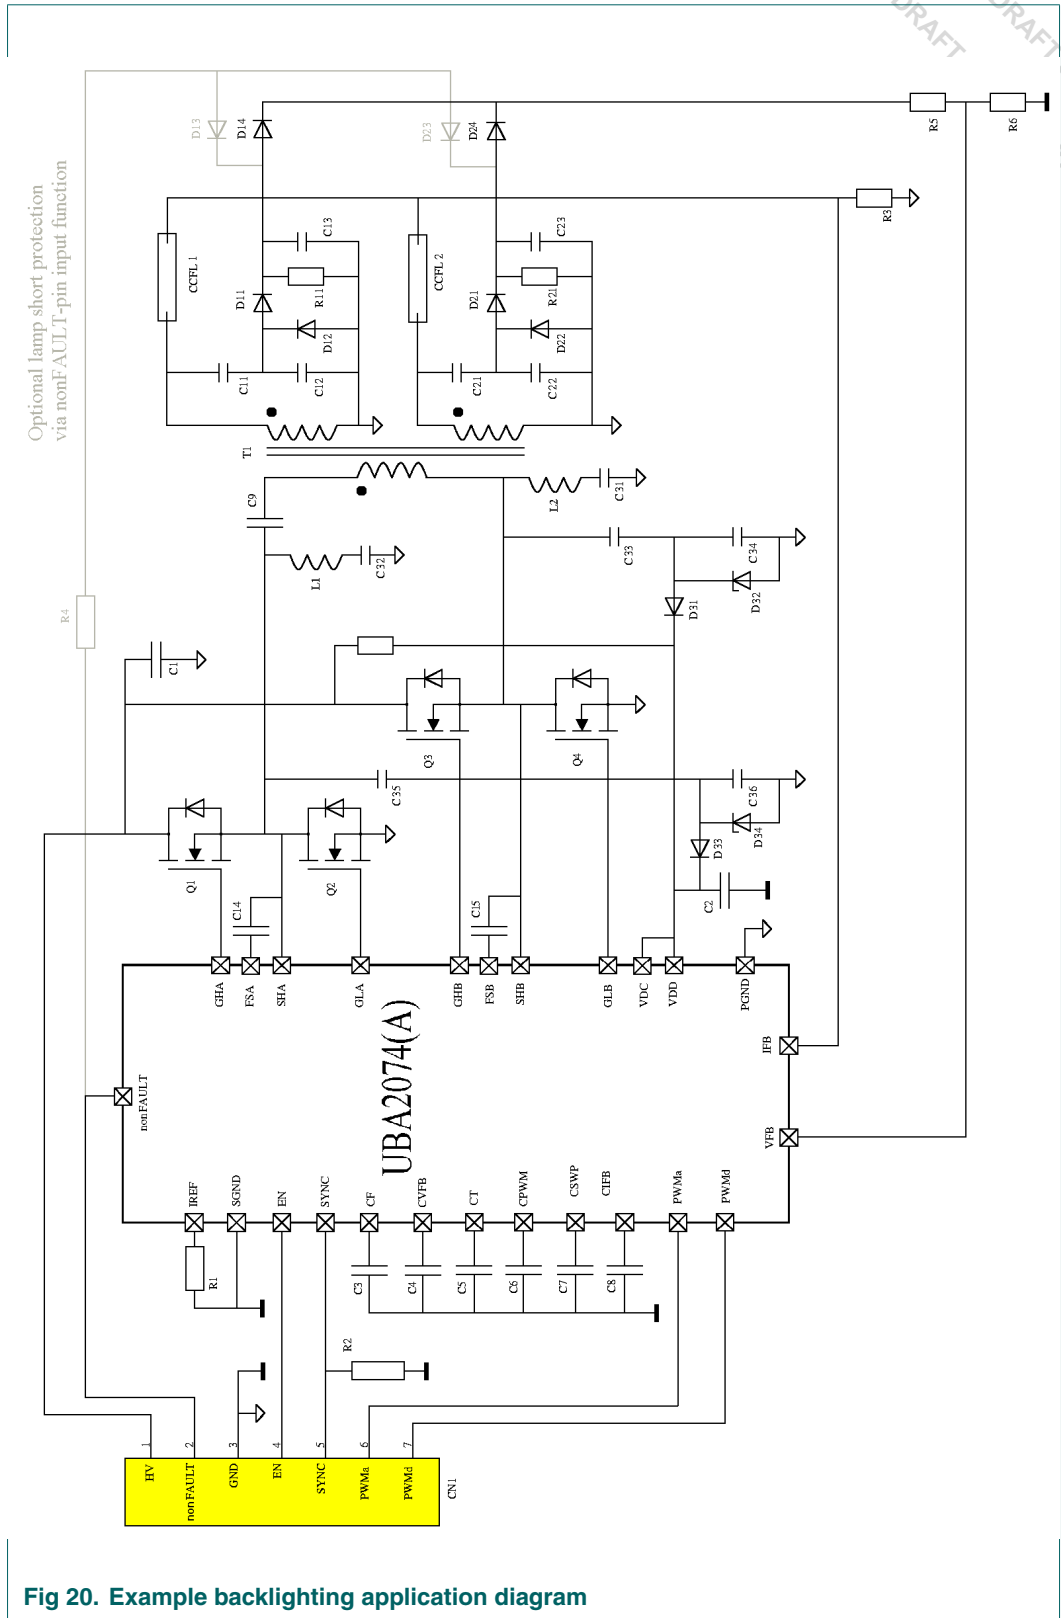 DRAFT
DRAFT
Optional lamp short protection
via nonFAULT-pin input function
D13
D14
D23
D24
R5
R6
R3
CCFL 1
C13
D11
R11
D12
C11
C12
CCFL 2
C23
D21
R21
D22
C21
C22
T1
C9
L1
C32
L2
C31
C33
C34
D31
D32
R4
C1
Q3
Q4
C35
C36
D34
D33
C2
Q1
Q2
C14
C15
GHA
FSA
SHA
GLA
GHB
FSB
SHB
GLB
VDC
VDD
PGND
IFB
VFB
nonFAULT
UBA2074(A)
IREF
SGND
EN
SYNC
CF
CVFB
CT
CPWM
CSWP
CIFB
PWMa
PWMd
R1
C3
C4
C5
C6
C7
C8
R2
1
2
3
4
5
6
7
HV
nonFAULT
GND
EN
SYNC
PWMa
PWMd
CN1
Fig 20. Example backlighting application diagram